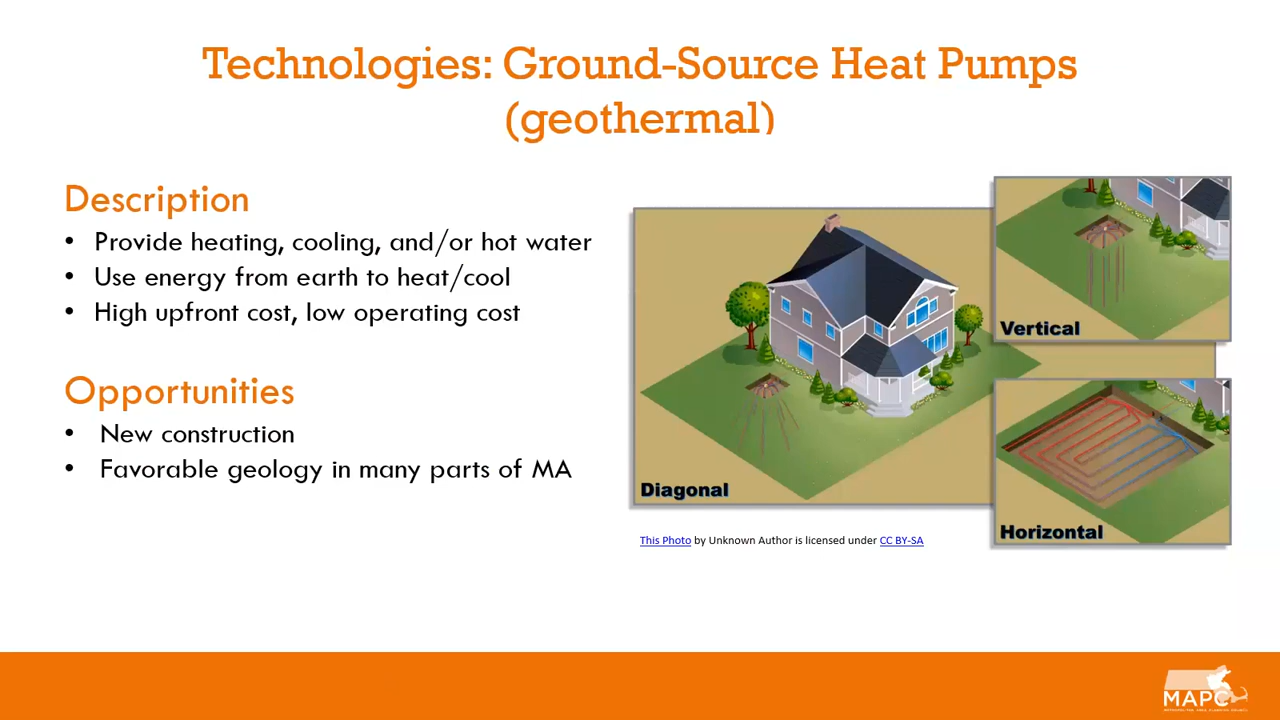 Technologies: Ground-Source Heat Pumps
(geothermal)
Description
• Provide heating, cooling, and/or hot water
• Use energy from earth to heat/cool
• High upfront cost, low operating cost
Opportunities
• New construction
• Favorable geology in many parts of MA
Vertical
Diagonal
Horizontal
This Photo by Unknown Author is licensed under CC BY-SA
MAPC